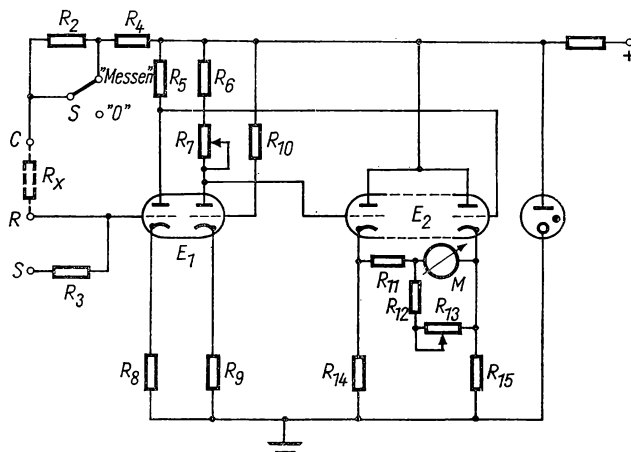 R2
R4
"Messen"
S
"0"
R5
R6
R7
R10
C
Rx
R
S
R3
E1
E2
+
R11
M
R12
R13
R8
R9
R14
R15